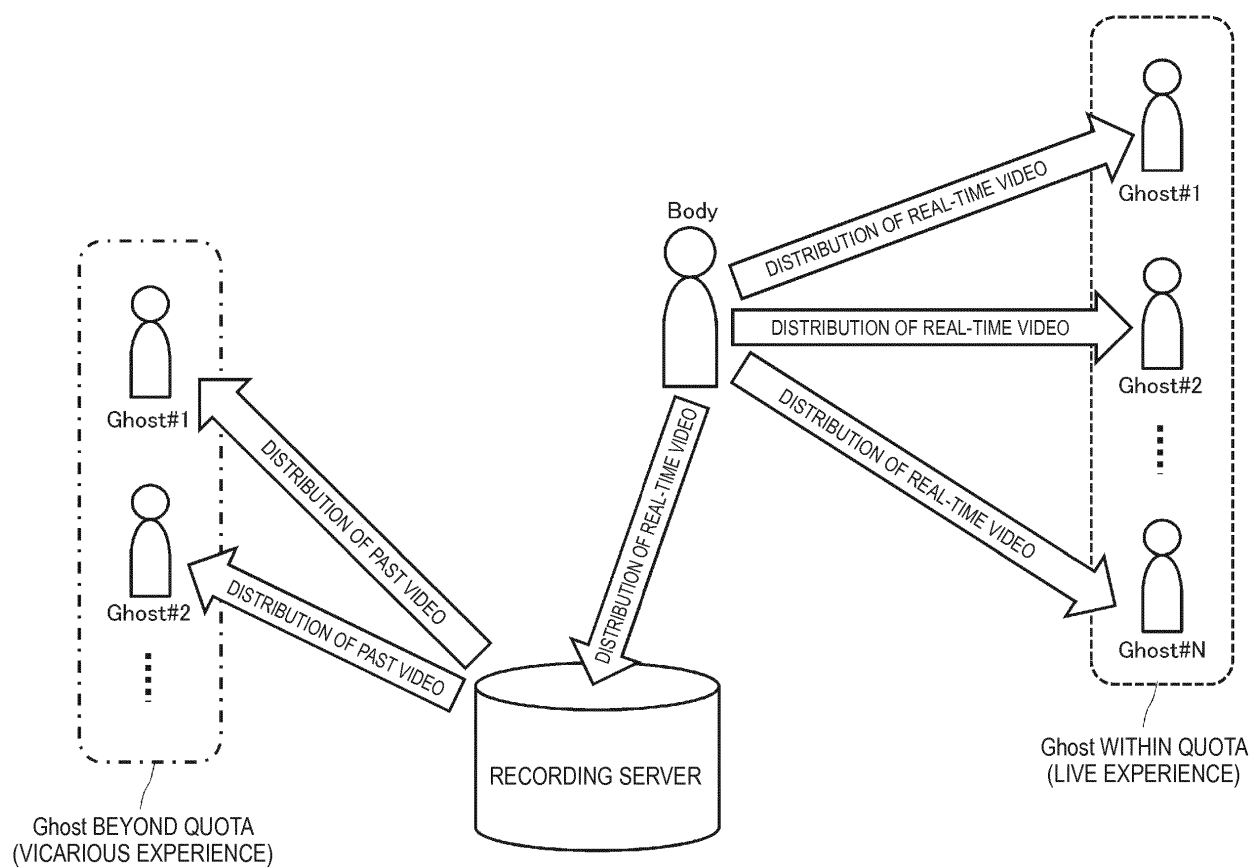 Ghost#1
DISTRIBUTION OF REAL-TIME VIDEO
Body
DISTRIBUTION OF REAL-TIME VIDEO
Ghost#2
DISTRIBUTION OF REAL-TIME VIDEO
Ghost#N
DISTRIBUTION OF REAL-TIME VIDEO
Ghost#1
DISTRIBUTION OF PAST VIDEO
Ghost#2
DISTRIBUTION OF PAST VIDEO
RECORDING SERVER
Ghost WITHIN QUOTA
(LIVE EXPERIENCE)
Ghost BEYOND QUOTA
(VICARIOUS EXPERIENCE)